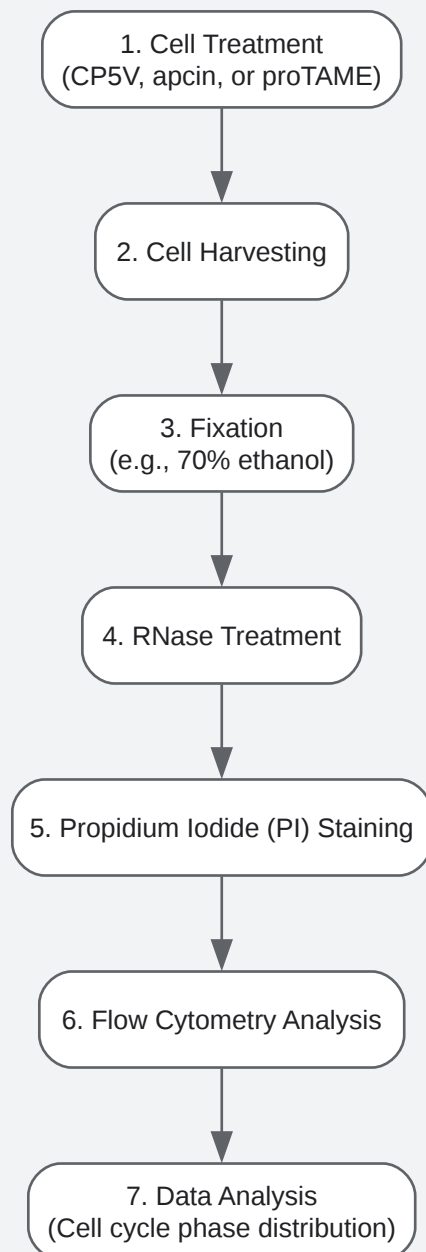 1. Cell Treatment
(CP5V, apcin, or proTAME)
2. Cell Harvesting
3. Fixation
(e.g., 70% ethanol)
4. RNase Treatment
5. Propidium Iodide (PI) Staining
6. Flow Cytometry Analysis
7. Data Analysis
(Cell cycle phase distribution)